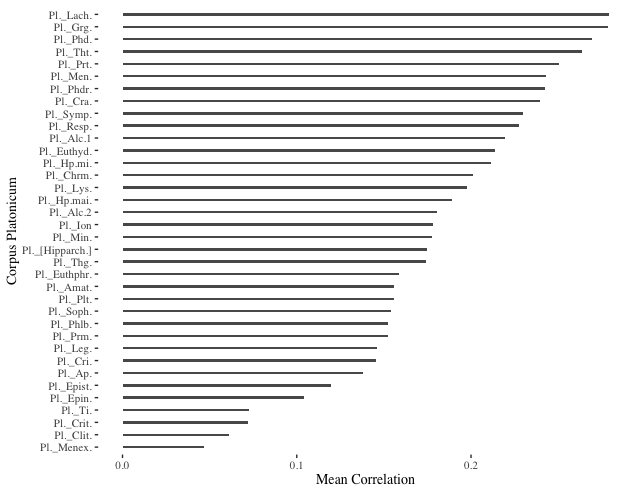 Pl._Lach.
Pl._Grg.
Pl._Phd.
Pl._Tht.
Pl._Prt.
Pl._Men.
Pl._Phdr.
Pl._Cra.
Pl._Symp.
Pl._Resp.
Pl._Alc.1
Pl._Euthyd.
Pl._Hp.mi.
Pl._Chrm.
Pl._Lys.
Pl._Hp.mai.
Pl._Alc.2
Pl._Ion
Pl._Min.
Pl._[Hipparch.]
Pl._Thg.
Pl._Euthphr.
Pl._Amat.
Pl._Plt.
Pl._Soph.
Pl._Phlb.
Pl._Prm.
Pl._Leg.
Pl._Cri.
Pl._Ap.
Pl._Epist.
Pl._Epin.
Pl._Ti.
Pl._Crit.
Pl._Clit.
Pl._Menex.
Corpus Platonicum
0.0 0.1 0.2
Mean Correlation